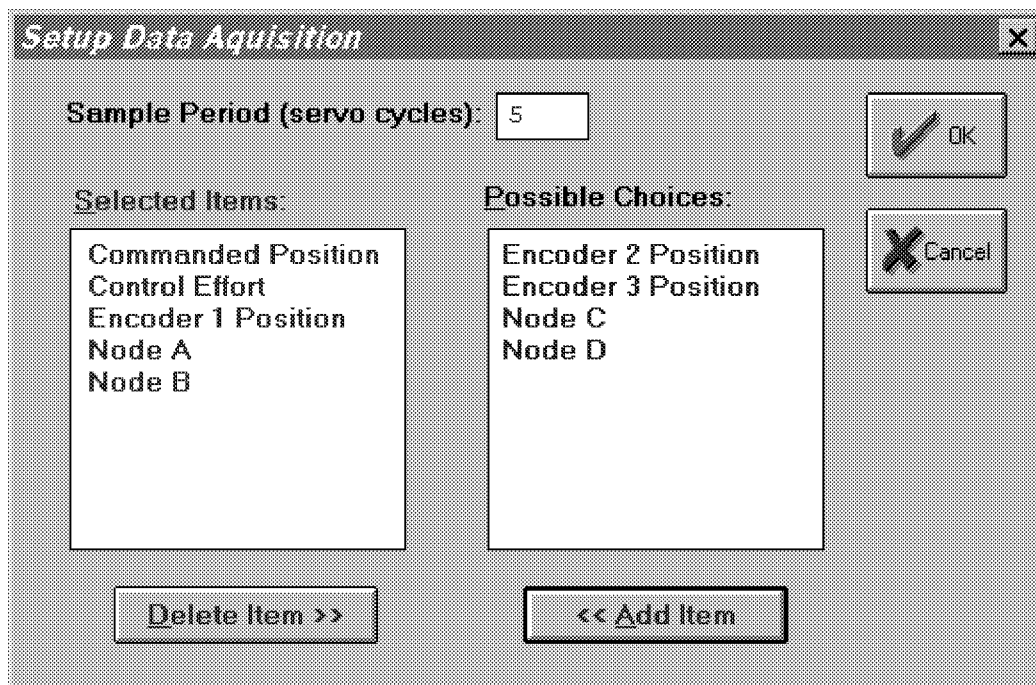 Setup Data Aquisition
Sample Period (servo cycles): 5
OK
Cancel
Selected Items:
Commanded Position
Control Effort
Encoder 1 Position
Node A
Node B
Possible Choices:
Encoder 2 Position
Encoder 3 Position
Node C
Node D
Delete Item >>
<< Add Item